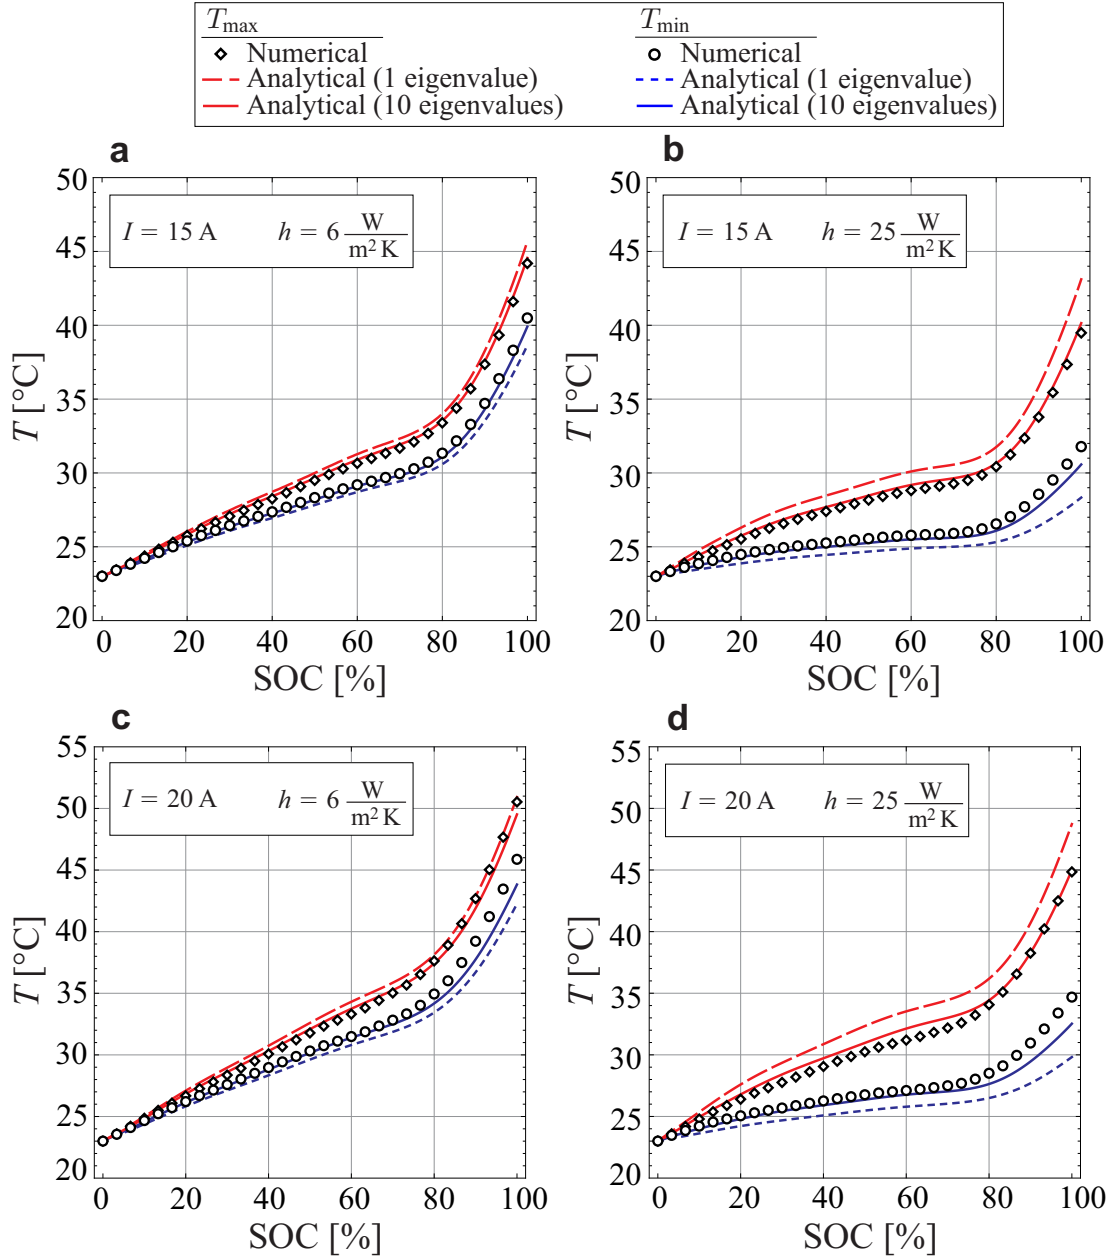 T_max T_min
Numerical Numerical
Analytical (1 eigenvalue) Analytical (1 eigenvalue)
Analytical (10 eigenvalues) Analytical (10 eigenvalues)
a
50
45
40
35
30
25
20
T [°C]
I = 15 A h = 6 W/m² K
0 20 40 60 80 100
SOC [%]
b
50
45
40
35
30
25
20
T [°C]
I = 15 A h = 25 W/m² K
0 20 40 60 80 100
SOC [%]
c
55
50
45
40
35
30
25
20
T [°C]
I = 20 A h = 6 W/m² K
0 20 40 60 80 100
SOC [%]
d
55
50
45
40
35
30
25
20
T [°C]
I = 20 A h = 25 W/m² K
0 20 40 60 80 100
SOC [%]